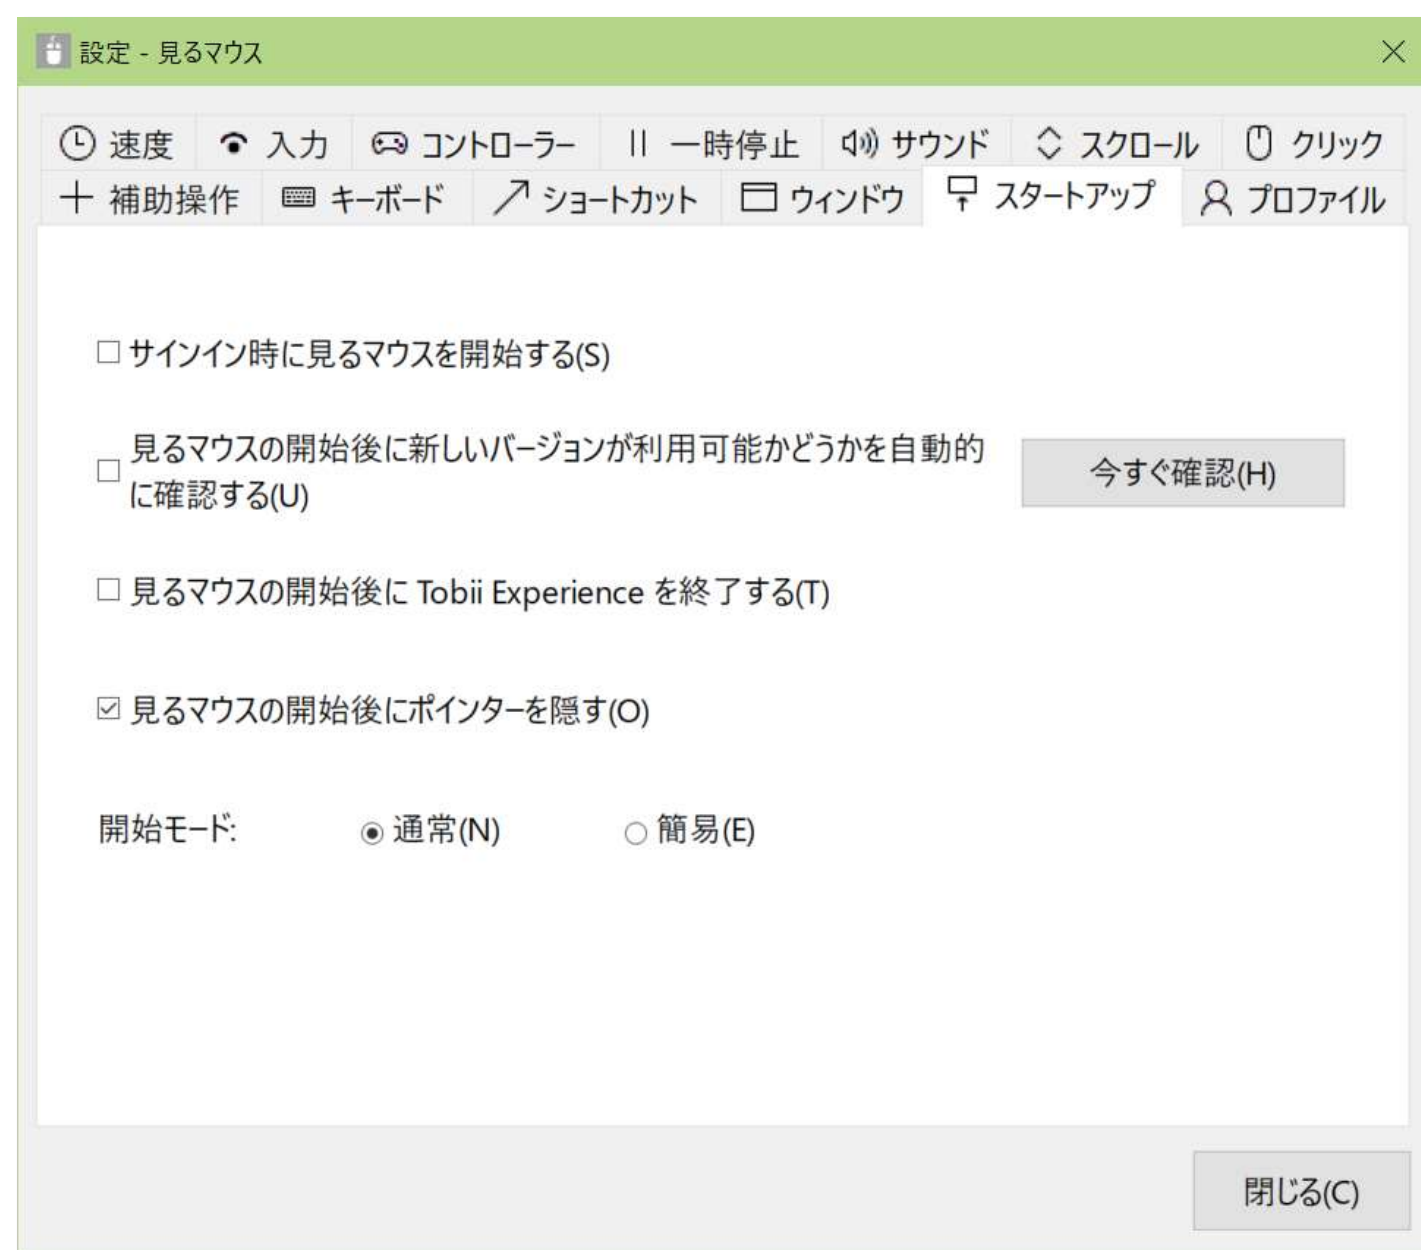 設定 - 見るマウス
速度 入力 コントローラー 一時停止 サウンド スクロール クリック
補助操作 キーボード ショートカット ウィンドウ スタートアップ プロファイル
サインイン時に見るマウスを開始する(S)
見るマウスの開始後に新しいバージョンが利用可能かどうかを自動的
に確認する(U)
今すぐ確認(H)
見るマウスの開始後に Tobii Experience を終了する(T)
見るマウスの開始後にポインターを隠す(O)
開始モード: 通常(N) 簡易(E)
閉じる(C)